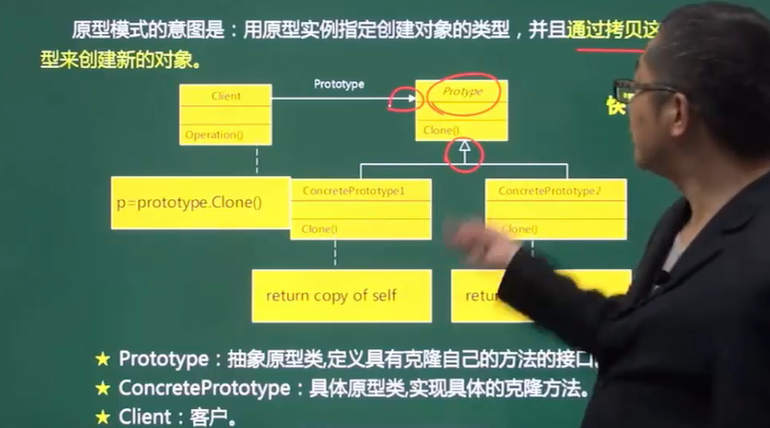 原型模式的意图是：用原型实例指定创建对象的类型，并且通过拷贝这
型来创建新的对象。
Prototype
Client
Protype
Operation()
Clone()
p=prototype.Clone()
ConcretePrototype1
ConcretePrototype2
Clone()
Clone()
return copy of self
retu
★ Prototype：抽象原型类,定义具有克隆自己的方法的接口
★ ConcretePrototype：具体原型类,实现具体的克隆方法。
★ Client：客户。